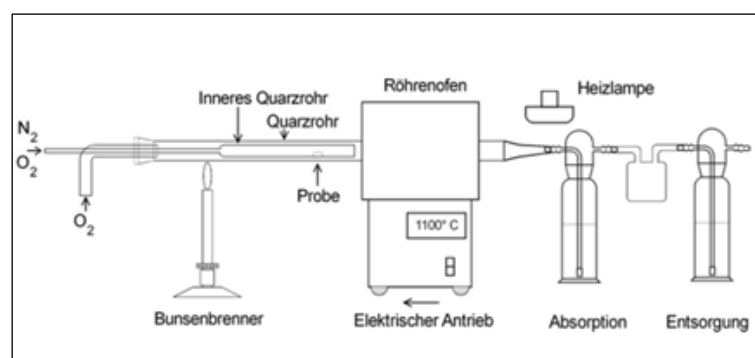 Röhrenofen
Heizlampe
Inneres Quarzrohr
Quarzrohr
N2
O2
O2
Probe
1100° C
Bunsenbrenner
Elektrischer Antrieb
Absorption
Entsorgung